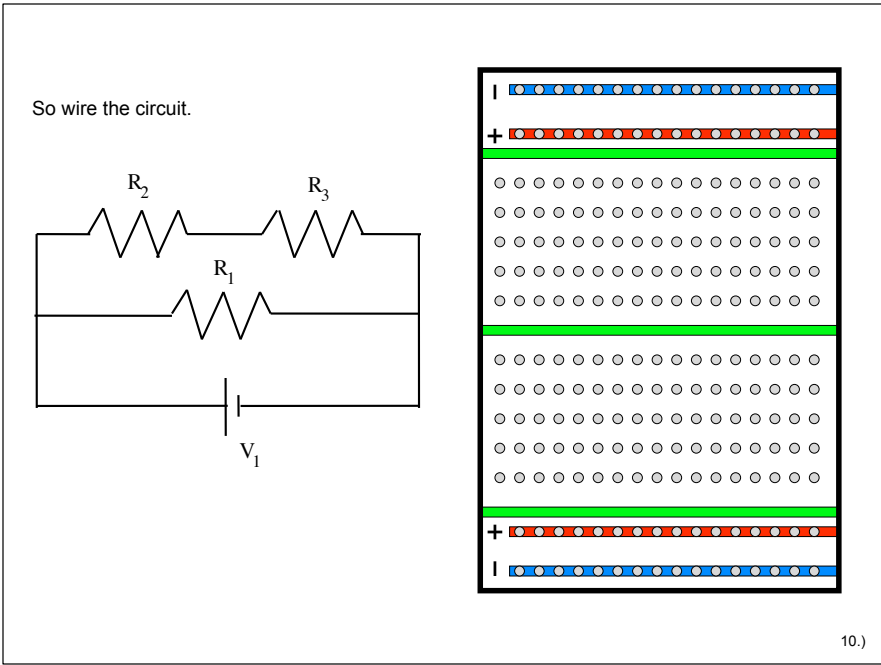 So wire the circuit.
R2
R3
R1
V1
–
+
+
–
10.)